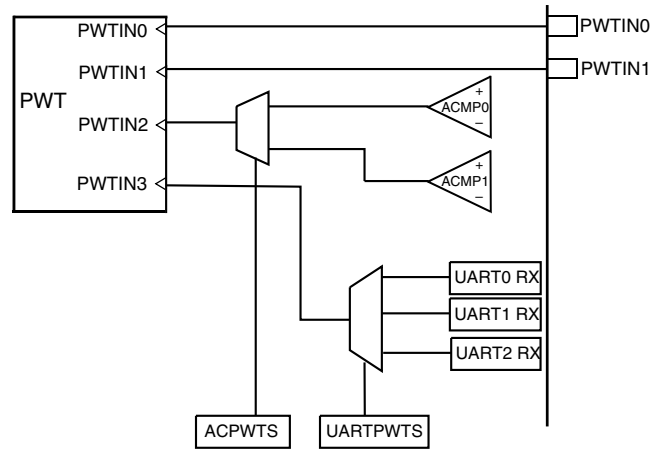 PWTIN0
PWTIN0
PWTIN1
PWTIN1
PWT
PWTIN2
PWTIN3
+
ACMP0
−
+
ACMP1
−
UART0 RX
UART1 RX
UART2 RX
ACPWTS
UARTPWTS